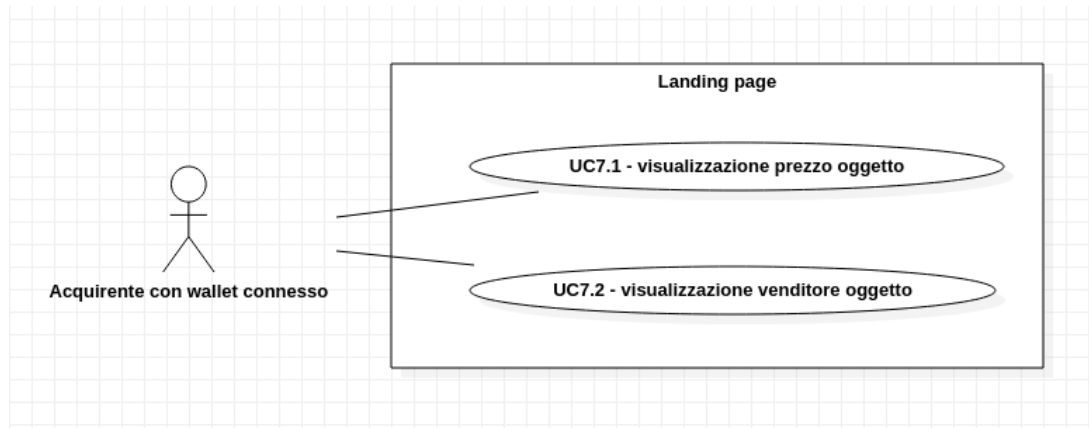 Landing page
UC7.1 - visualizzazione prezzo oggetto
Acquirente con wallet connesso
UC7.2 - visualizzazione venditore oggetto